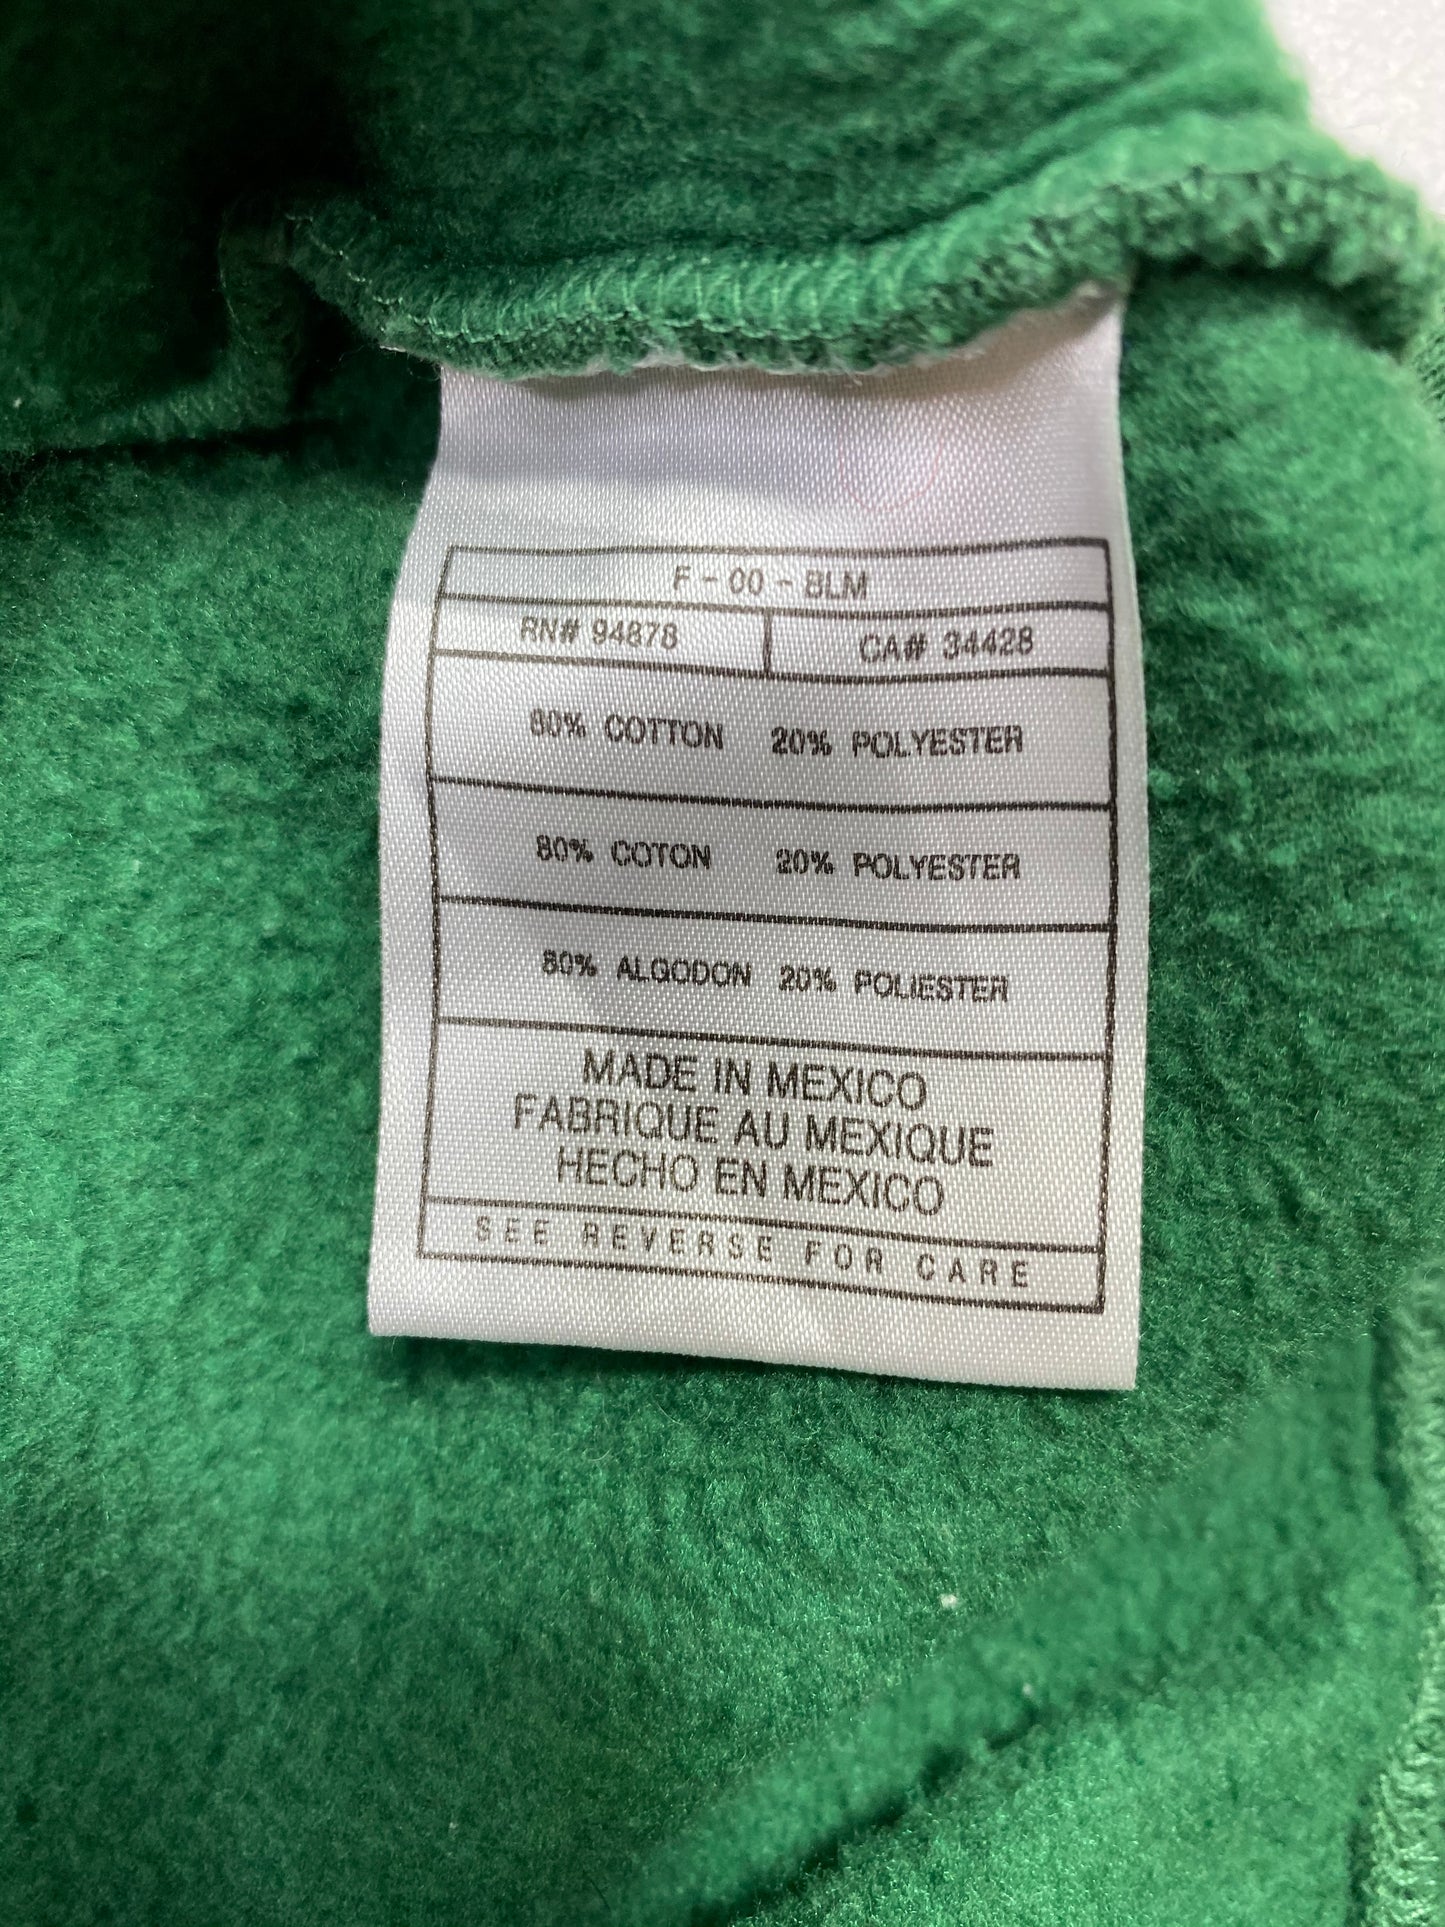 F - 00 - BLM
RN# 94878 CA# 34428
80% COTTON 20% POLYESTER
80% COTON 20% POLYESTER
80% ALGODON 20% POLIESTER
MADE IN MEXICO
FABRIQUE AU MEXIQUE
HECHO EN MEXICO
SEE REVERSE FOR CARE